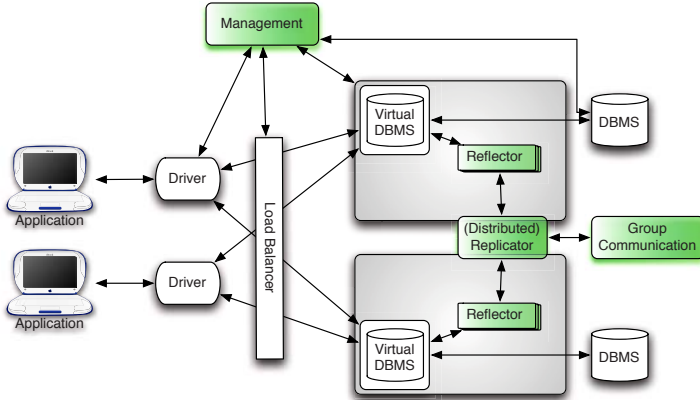 Management
Virtual
DBMS
DBMS
Reflector
Driver
Application
Load Balancer
(Distributed)
Replicator
Group
Communication
Driver
Application
Reflector
Virtual
DBMS
DBMS